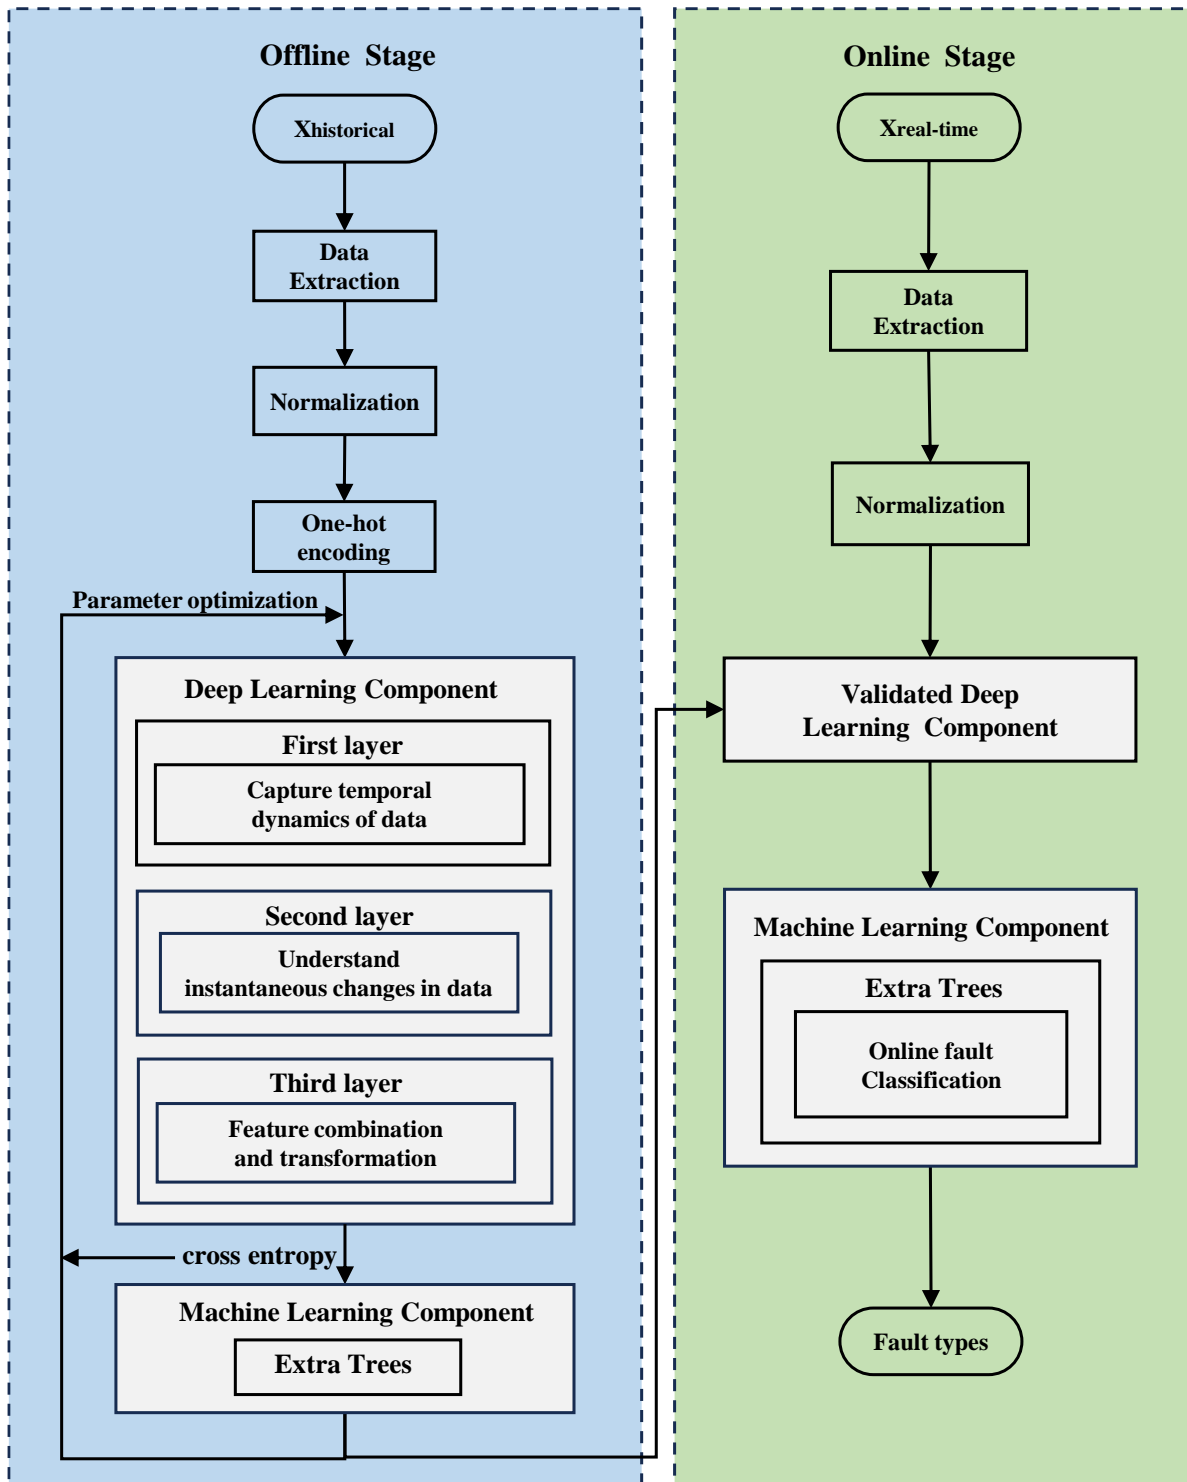 Offline Stage
Xhistorical
Data
Extraction
Normalization
One-hot
encoding
Parameter optimization
Deep Learning Component
First layer
Capture temporal
dynamics of data
Second layer
Understand
instantaneous changes in data
Third layer
Feature combination
and transformation
cross entropy
Machine Learning Component
Extra Trees
Online Stage
Xreal-time
Data
Extraction
Normalization
Validated Deep
Learning Component
Machine Learning Component
Extra Trees
Online fault
Classification
Fault types